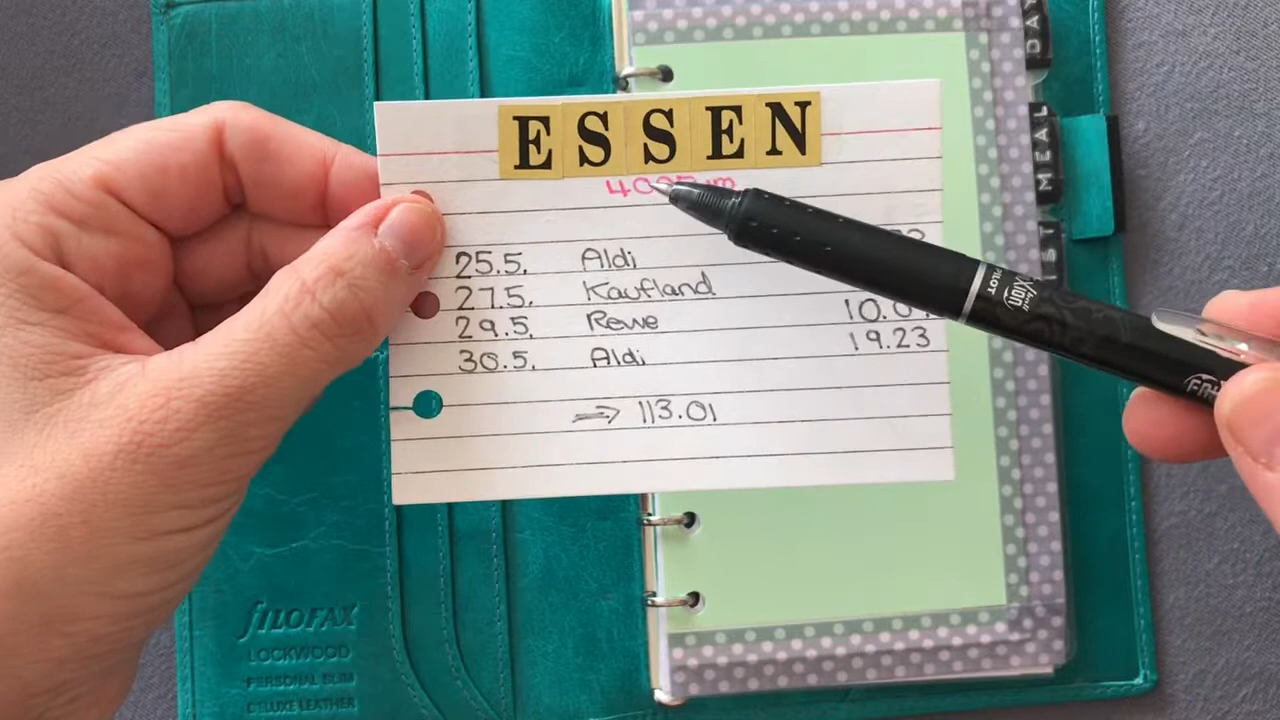 ESSEN
25.5. Aldi
27.5. Kaufland
29.5. Rewe
30.5. Aldi 19.23
⇒ 113.01
DAY
MEAL
PILOT
filofax
LOCKWOOD
PERSONAL SLIM
DELUXE LEATHER